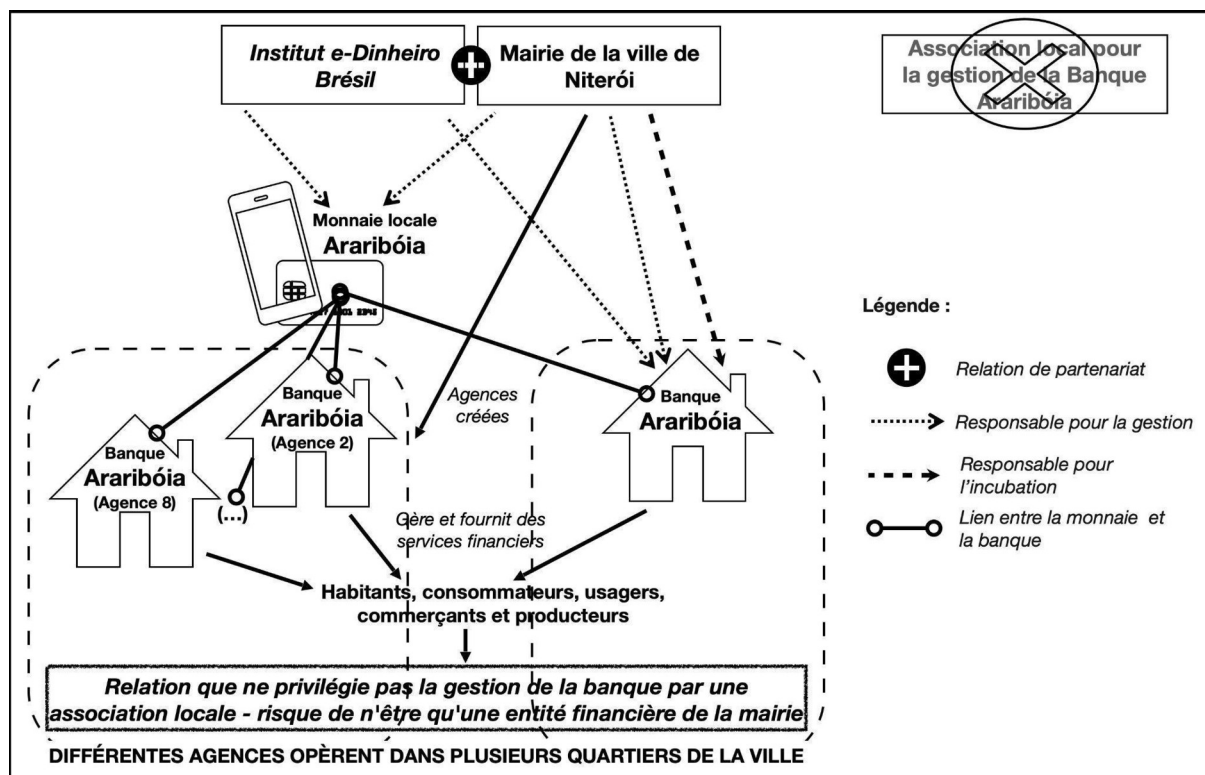 Institut e-Dinheiro
Brésil
Mairie de la ville de
Niterói
Association local pour
la gestion de la Banque
Araribóia
Monnaie locale
Araribóia
Banque
Araribóia
(Agence 2)
Banque
Araribóia
(Agence 8)
(...)
Agences
créées
Banque
Araribóia
Gère et fournit des
services financiers
Habitants, consommateurs, usagers,
commerçants et producteurs
Relation que ne privilégie pas la gestion de la banque par une
association locale - risque de n'être qu'une entité financière de la mairie
DIFFÉRENTES AGENCES OPÈRENT DANS PLUSIEURS QUARTIERS DE LA VILLE
Légende :
Relation de partenariat
Responsable pour la gestion
Responsable pour
l'incubation
Lien entre la monnaie et
la banque